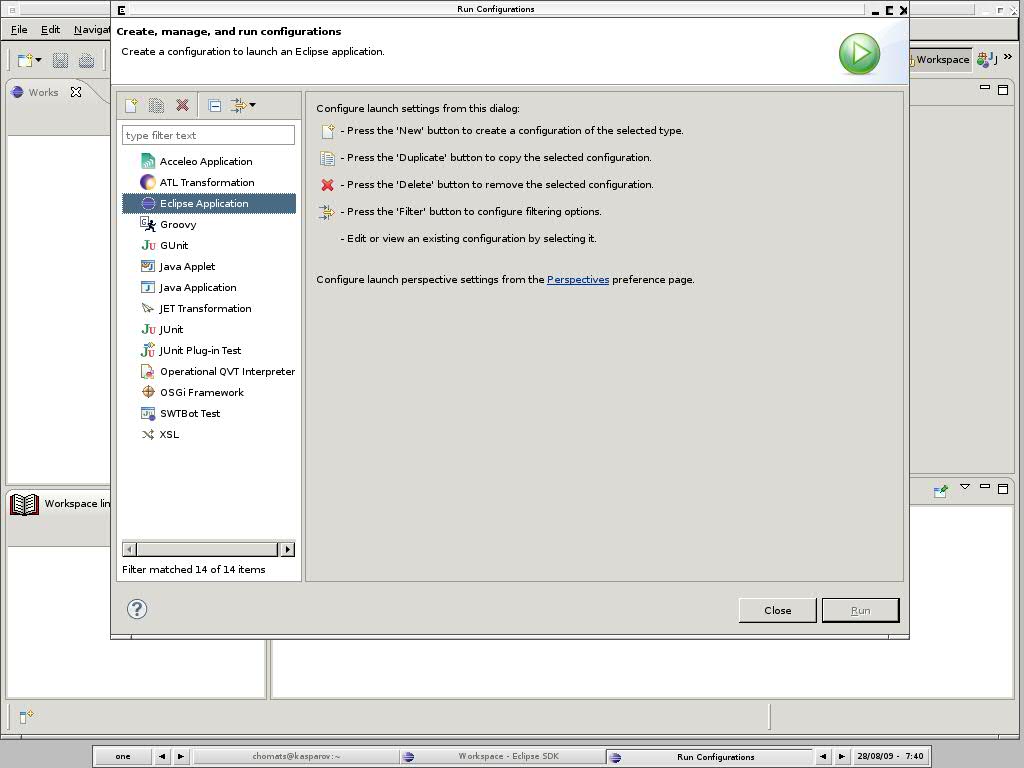 Run Configurations
File Edit Navigat
Create, manage, and run configurations
Create a configuration to launch an Eclipse application.
Workspace
J
»
Works
type filter text
Acceleo Application
ATL Transformation
Eclipse Application
Groovy
GUnit
Java Applet
Java Application
JET Transformation
JUnit
JUnit Plug-in Test
Operational QVT Interpreter
OSGi Framework
SWTBot Test
XSL
Filter matched 14 of 14 items
Configure launch settings from this dialog:
- Press the 'New' button to create a configuration of the selected type.
- Press the 'Duplicate' button to copy the selected configuration.
- Press the 'Delete' button to remove the selected configuration.
- Press the 'Filter' button to configure filtering options.
- Edit or view an existing configuration by selecting it.
Configure launch perspective settings from the Perspectives preference page.
Workspace lin
Close
Run
one
chomats@kasparov:~
Workspace - Eclipse SDK
Run Configurations
28/08/09 - 7:40